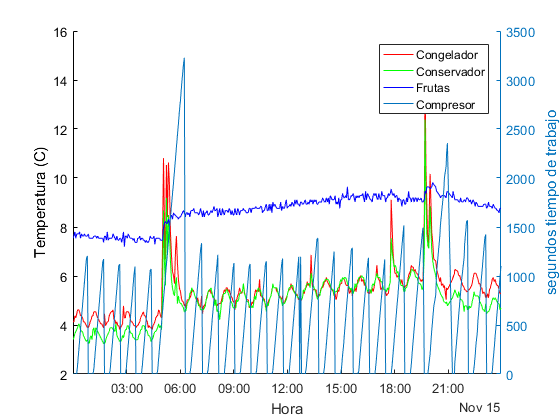 16
14
12
10
8
6
4
2
Temperatura (C)
3500
3000
2500
2000
1500
1000
500
0
segundos tiempo de trabajo
Congelador
Conservador
Frutas
Compresor
03:00 06:00 09:00 12:00 15:00 18:00 21:00
Hora
Nov 15